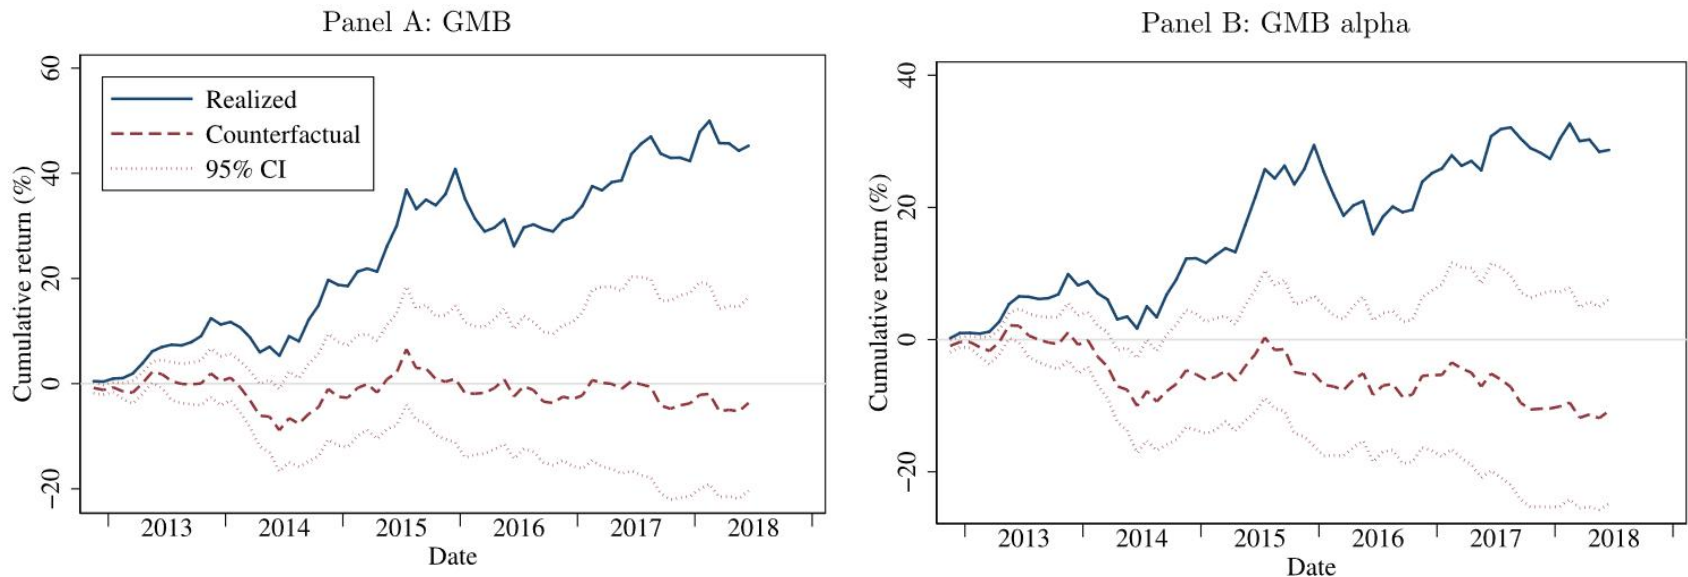 Panel A: GMB
Cumulative return (%)
60
40
20
0
−20
Realized
Counterfactual
95% CI
2013 2014 2015 2016 2017 2018
Date
Panel B: GMB alpha
Cumulative return (%)
40
20
0
−20
2013 2014 2015 2016 2017 2018
Date